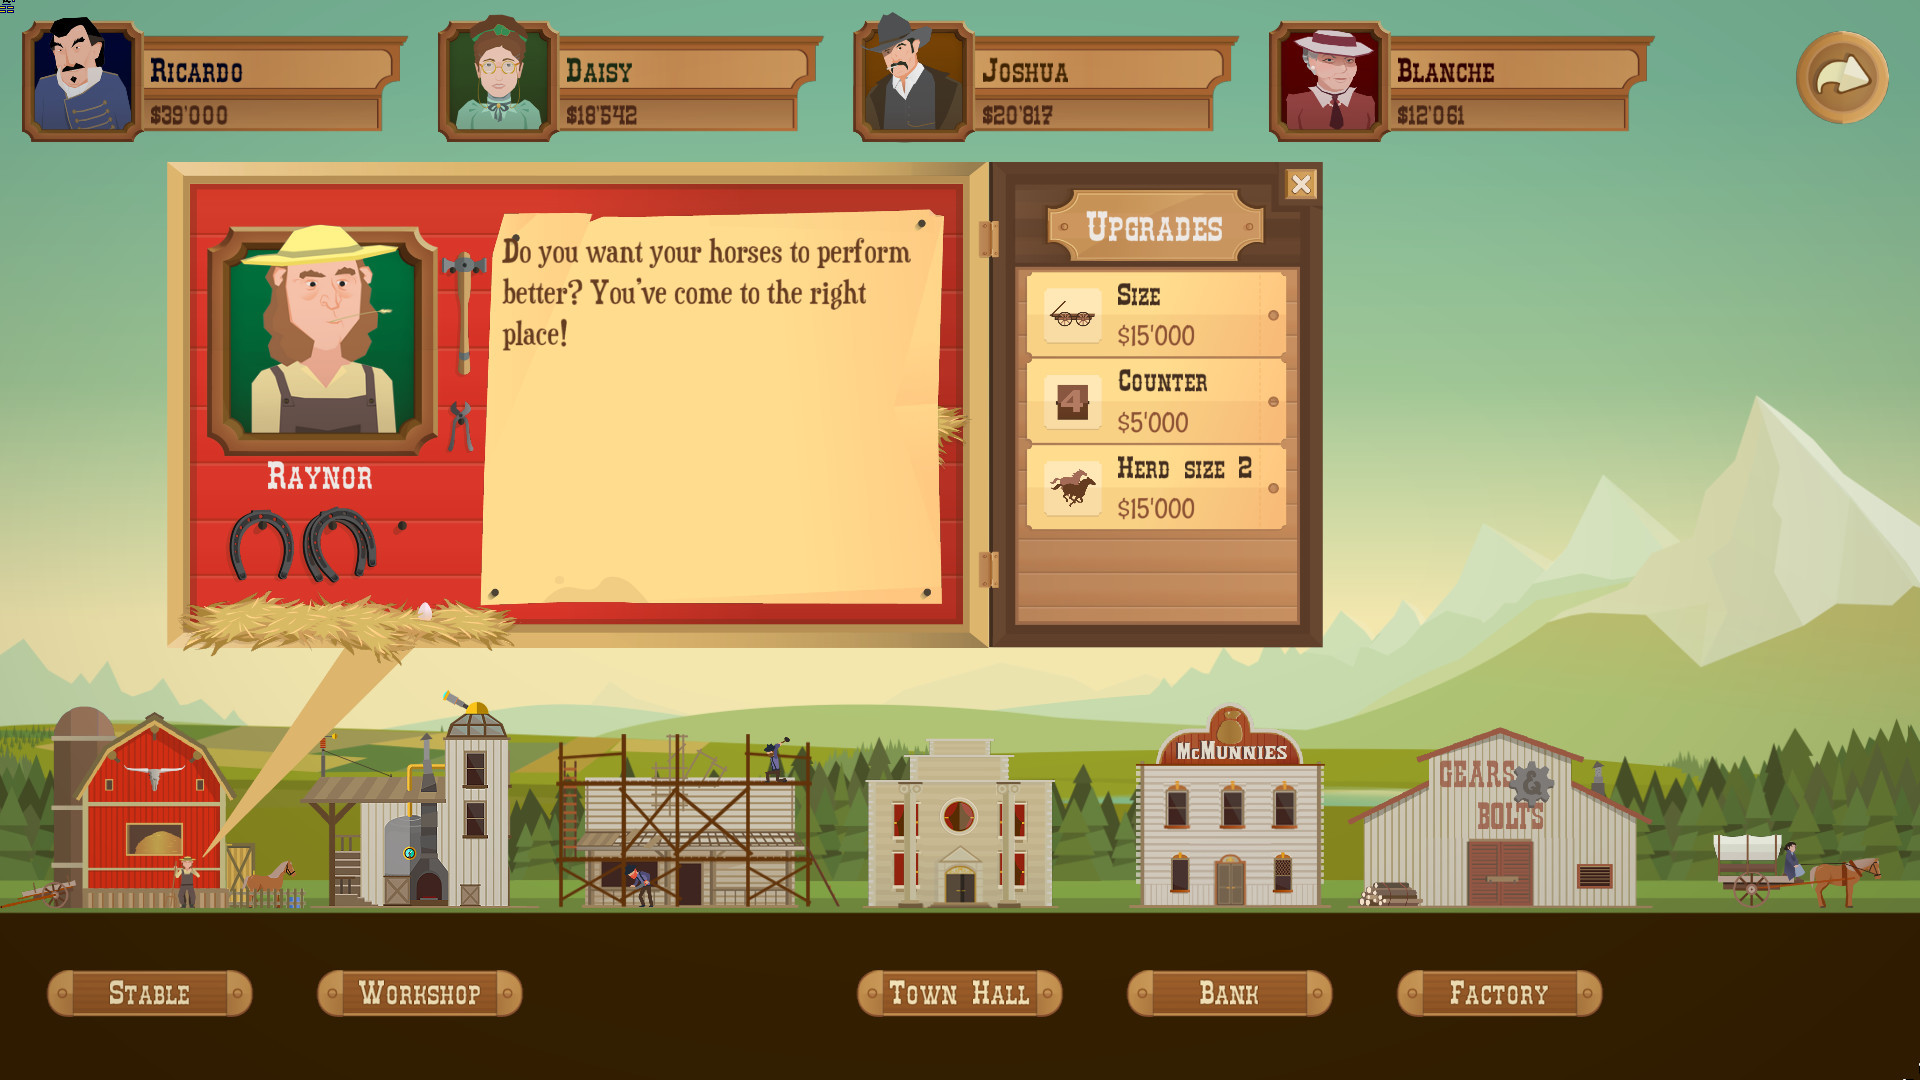 Ricardo
$39'000
Daisy
$18'542
Joshua
$20'817
Blanche
$12'061
Do you want your horses to perform
better? You've come to the right
place!
Raynor
Upgrades
Size
$15'000
4
Counter
$5'000
Herd size 2
$15'000
McMunnies
Gears
&
Bolts
Stable
Workshop
Town Hall
Bank
Factory